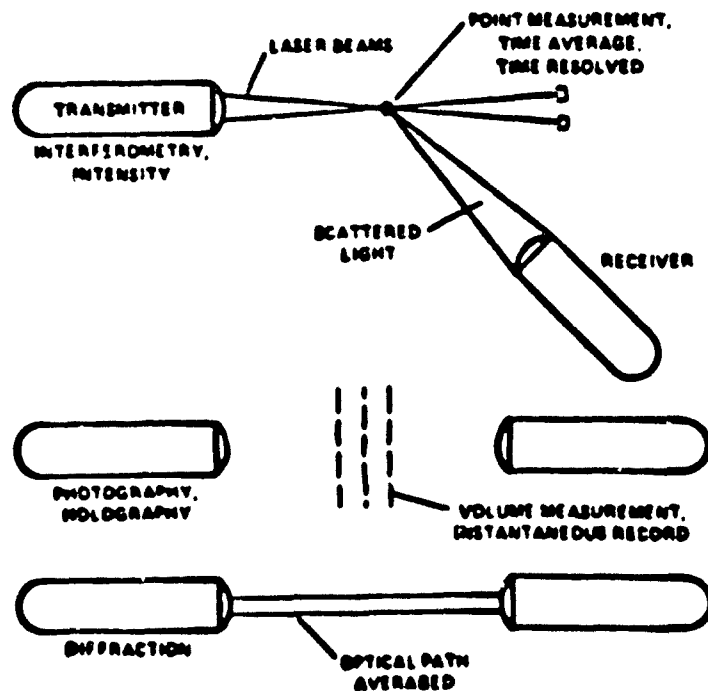 POINT MEASUREMENT,
TIME AVERAGE,
TIME RESOLVED
LASER BEAMS
TRANSMITTER
INTERFIROMETRY,
INTENSITY
SCATTERED
LIGHT
RECEIVER
PHOTOGRAPHY,
HOLOGRAPHY
VOLUME MEASUREMENT,
INSTANTANEOUS RECORD
DIFFRACTION
OPTICAL PATH
AVERAGED